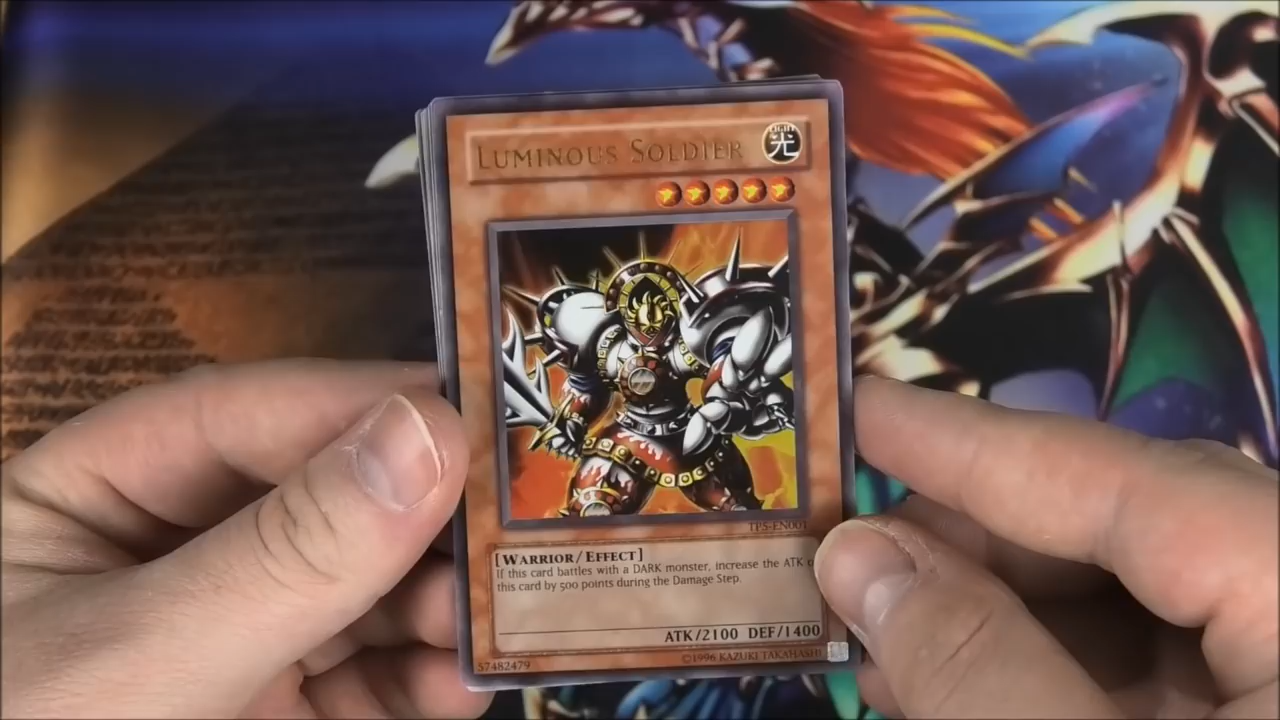 LUMINOUS SOLDIER
LIGHT
光
TP5-EN001
[WARRIOR/EFFECT]
If this card battles with a DARK monster, increase the ATK
this card by 500 points during the Damage Step.
ATK/2100 DEF/1400
57482479
©1996 KAZUKI TAKAHASHI